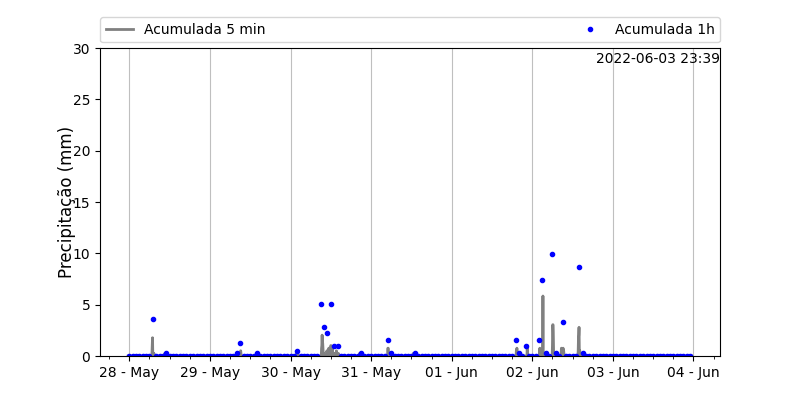 Acumulada 5 min
Acumulada 1h
2022-06-03 23:39
Precipitação (mm)
30
25
20
15
10
5
0
28 - May 29 - May 30 - May 31 - May 01 - Jun 02 - Jun 03 - Jun 04 - Jun